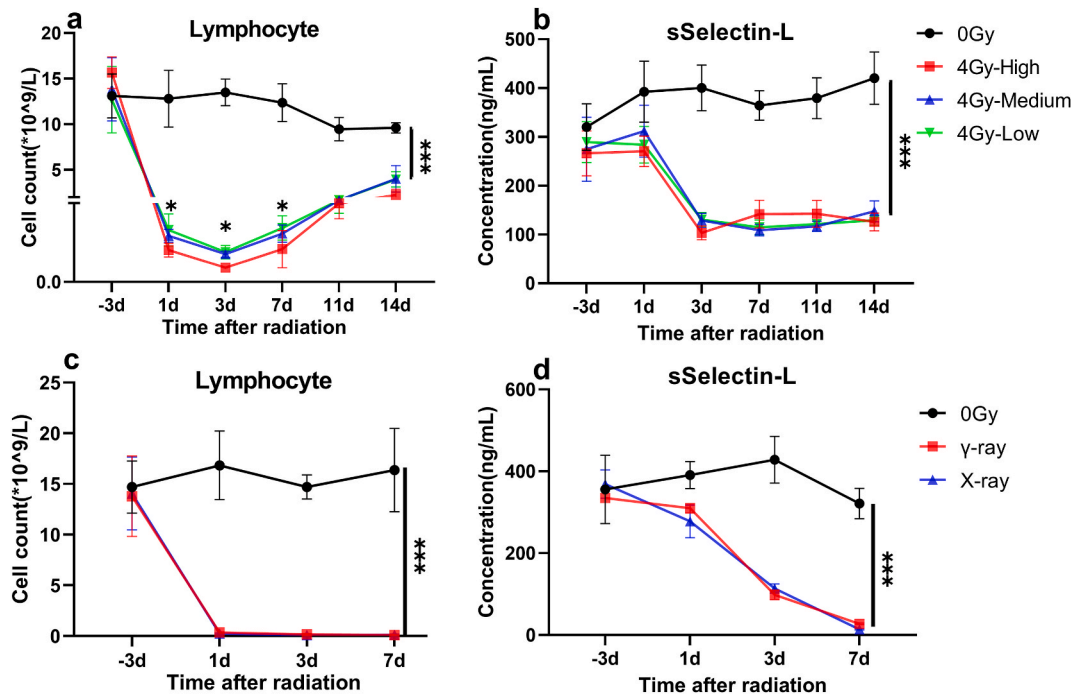 a
Lymphocyte
20
15
10
5
0.0
Cell count(*10^9/L)
***
*
*
*
-3d 1d 3d 7d 11d 14d
Time after radiation
b
sSelectin-L
500
400
300
200
100
0
Concentration(ng/mL)
***
-3d 1d 3d 7d 11d 14d
Time after radiation
0Gy
4Gy-High
4Gy-Medium
4Gy-Low
c
Lymphocyte
25
20
15
10
5
0
Cell count(*10^9/L)
***
-3d 1d 3d 7d
Time after radiation
d
sSelectin-L
600
400
200
0
Concentration(ng/mL)
***
-3d 1d 3d 7d
Time after radiation
0Gy
γ-ray
X-ray